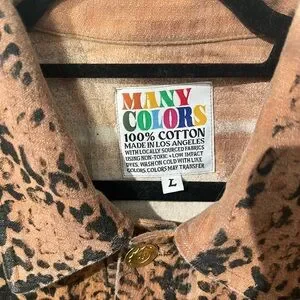 MANY
COLORS
100% COTTON
MADE IN LOS ANGELES
WITH LOCALLY SOURCED FABRICS
USING NON-TOXIC + LOW IMPACT
DYES. WASH ON COLD WITH LIKE
COLORS. COLORS MAY TRANSFER
L